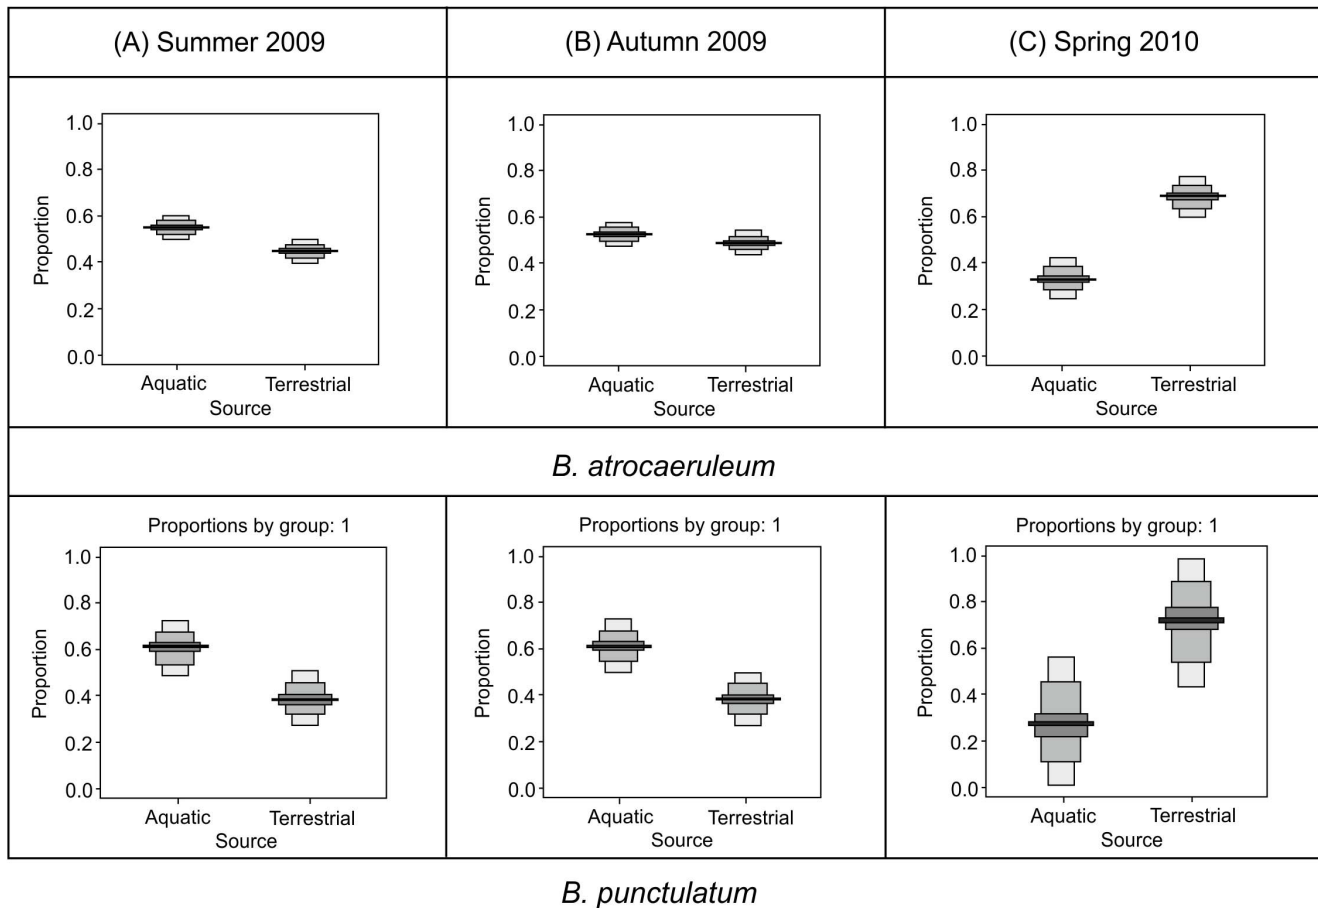 (A) Summer 2009
(B) Autumn 2009
(C) Spring 2010
1.0
0.8
0.6
0.4
0.2
0.0
Proportion
Aquatic Terrestrial
Source
1.0
0.8
0.6
0.4
0.2
0.0
Proportion
Aquatic Terrestrial
Source
1.0
0.8
0.6
0.4
0.2
0.0
Proportion
Aquatic Terrestrial
Source
B. atrocaeruleum
Proportions by group: 1
1.0
0.8
0.6
0.4
0.2
0.0
Proportion
Aquatic Terrestrial
Source
Proportions by group: 1
1.0
0.8
0.6
0.4
0.2
0.0
Proportion
Aquatic Terrestrial
Source
Proportions by group: 1
1.0
0.8
0.6
0.4
0.2
0.0
Proportion
Aquatic Terrestrial
Source
B. punctulatum